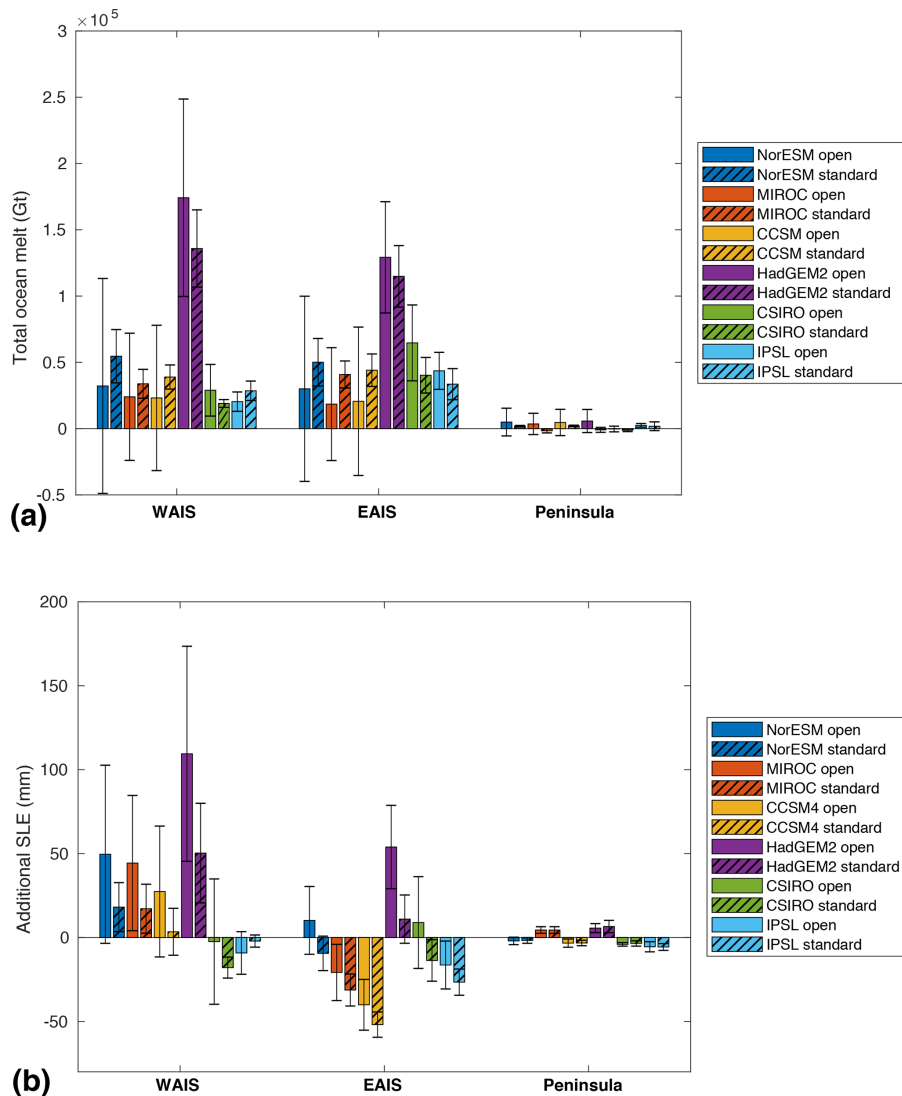 (a)
×10⁵
3
2.5
2
1.5
1
0.5
0
-0.5
Total ocean melt (Gt)
WAIS EAIS Peninsula
NorESM open
NorESM standard
MIROC open
MIROC standard
CCSM open
CCSM standard
HadGEM2 open
HadGEM2 standard
CSIRO open
CSIRO standard
IPSL open
IPSL standard
(b)
200
150
100
50
0
-50
Additional SLE (mm)
WAIS EAIS Peninsula
NorESM open
NorESM standard
MIROC open
MIROC standard
CCSM4 open
CCSM4 standard
HadGEM2 open
HadGEM2 standard
CSIRO open
CSIRO standard
IPSL open
IPSL standard